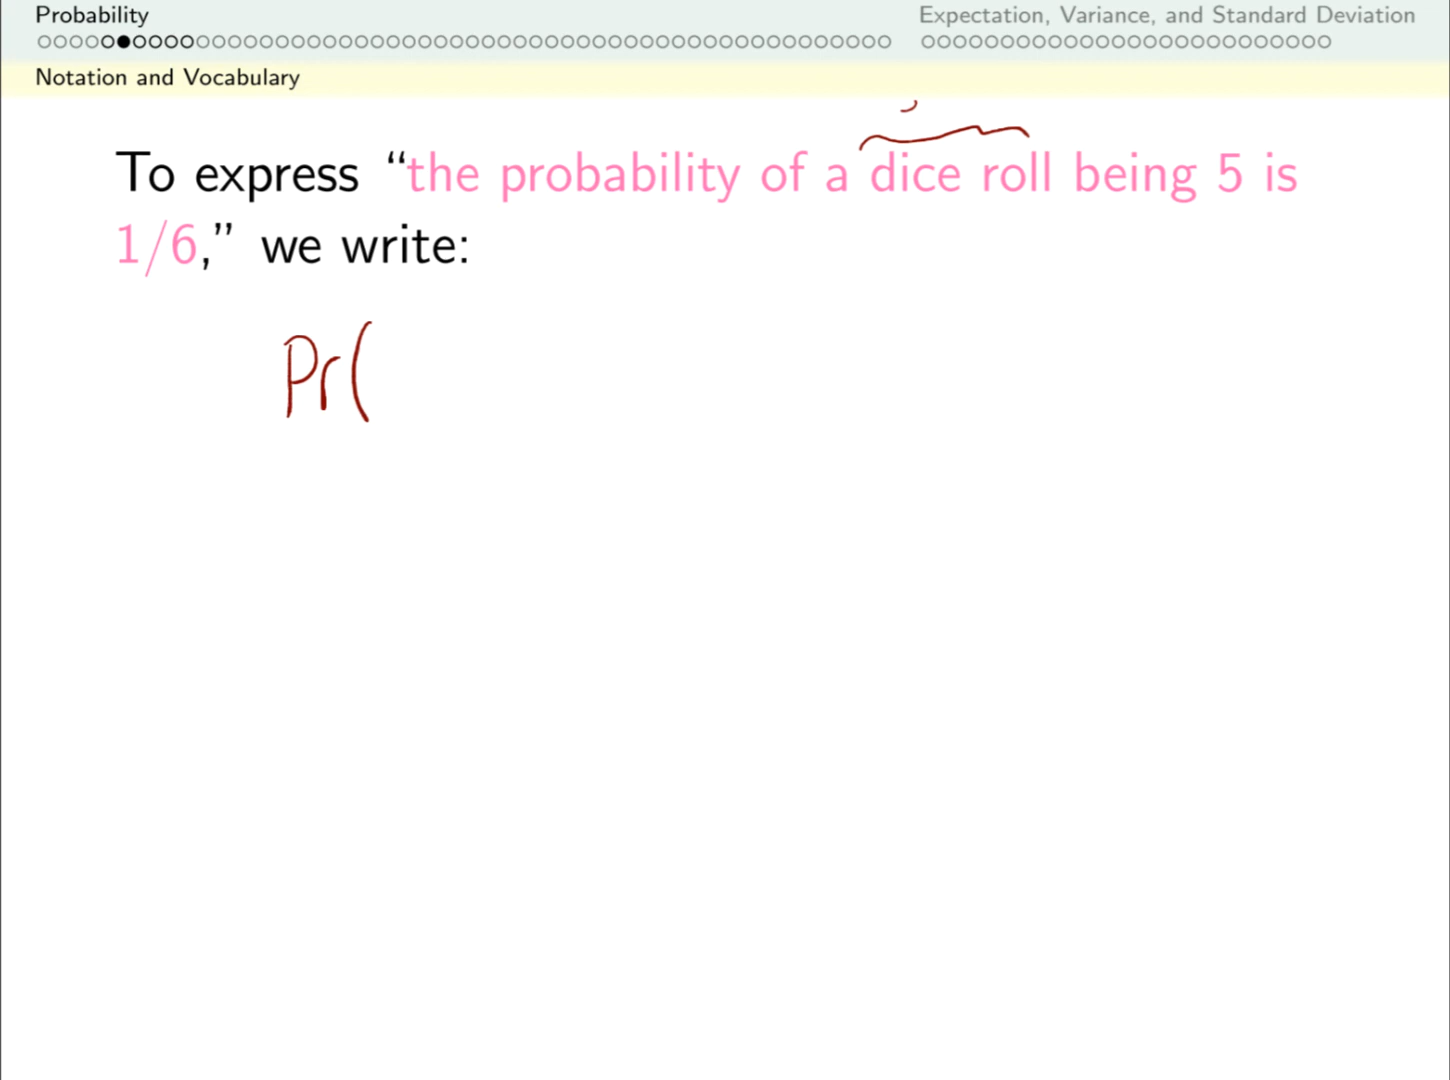 Probability
Expectation, Variance, and Standard Deviation
Notation and Vocabulary
To express “the probability of a dice roll being 5 is
1/6,” we write:
Pr(